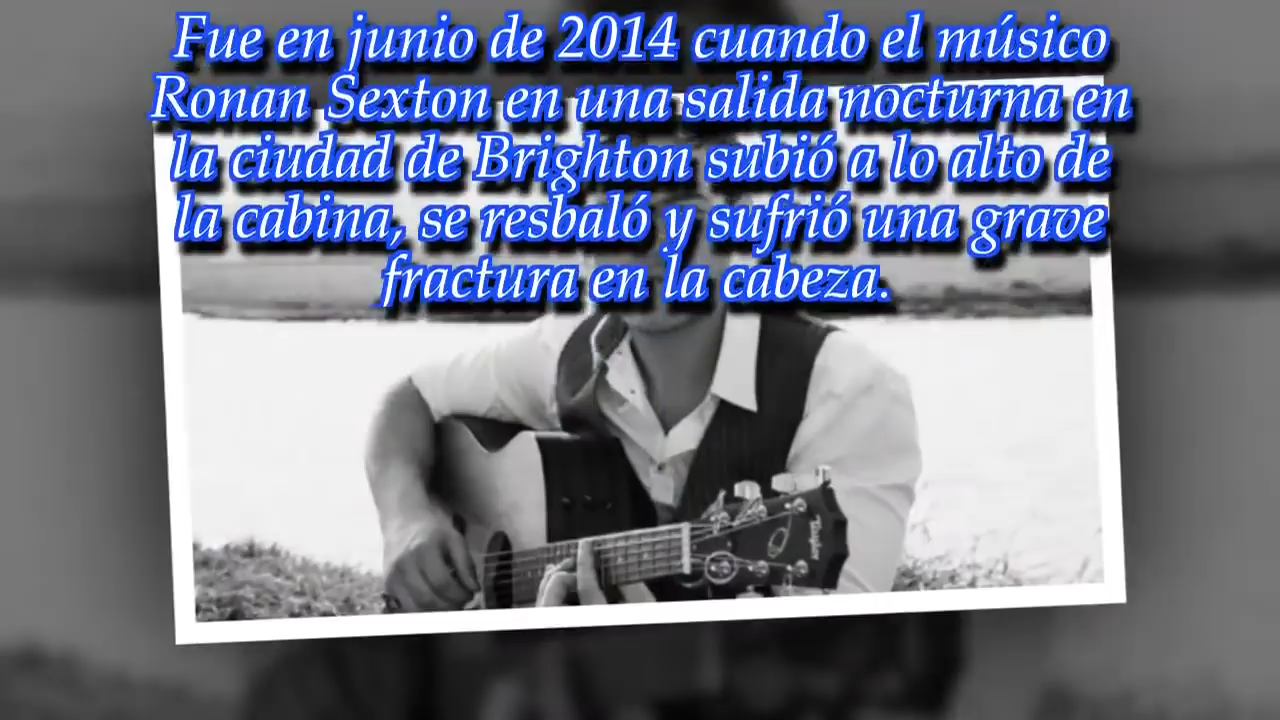 Fue en junio de 2014 cuando el músico
Ronan Sexton en una salida nocturna en
la ciudad de Brighton subió a lo alto de
la cabina, se resbaló y sufrió una grave
fractura en la cabeza.
Taylor